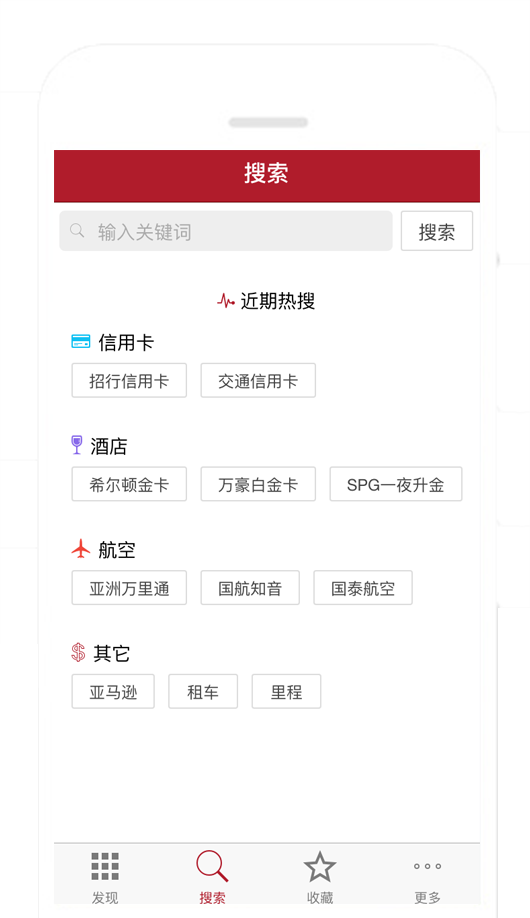 搜索
输入关键词 搜索
近期热搜
信用卡
招行信用卡 交通信用卡
酒店
希尔顿金卡 万豪白金卡 SPG一夜升金
航空
亚洲万里通 国航知音 国泰航空
其它
亚马逊 租车 里程
发现 搜索 收藏 更多